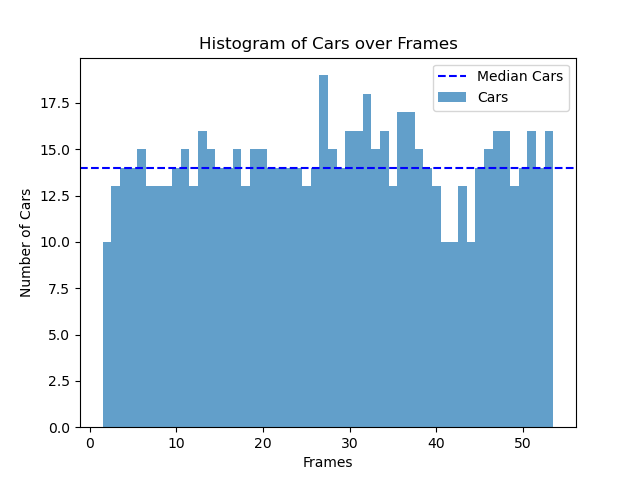 Histogram of Cars over Frames
Median Cars
Cars
Number of Cars
17.5
15.0
12.5
10.0
7.5
5.0
2.5
0.0
0 10 20 30 40 50
Frames